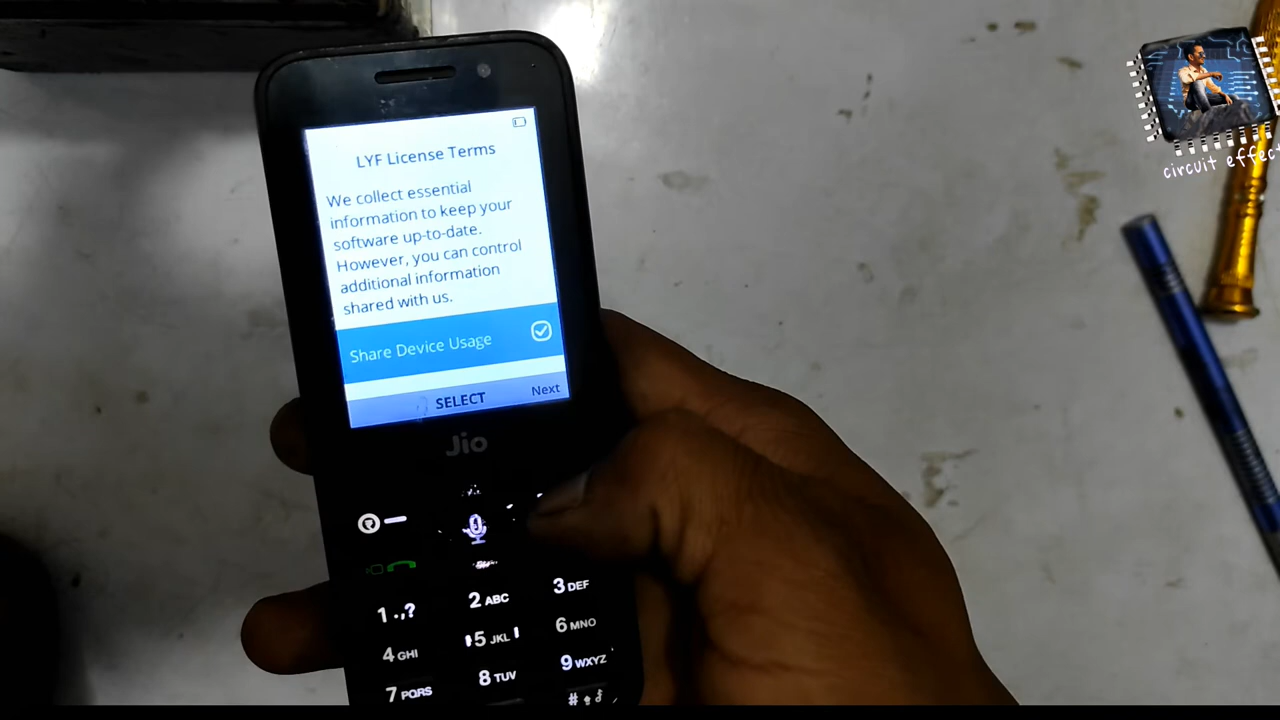 LYF License Terms
We collect essential
information to keep your
software up-to-date.
However, you can control
additional information
shared with us.
Share Device Usage
SELECT Next
Jio
1 .,? 2 ABC 3 DEF
4 GHI 5 JKL 6 MNO
7 PQRS 8 TUV 9 WXYZ
#
circuit effect